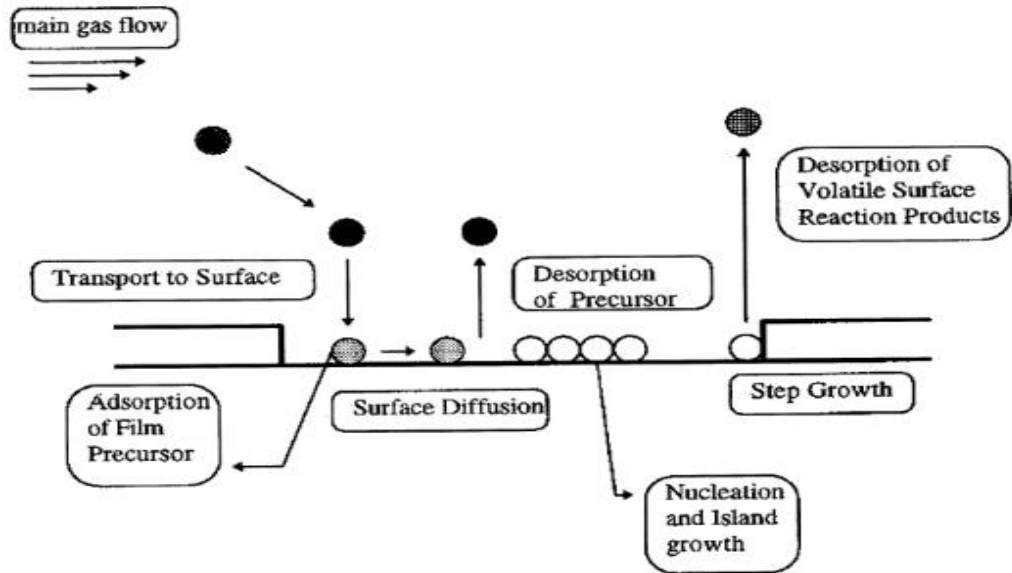 main gas flow
Desorption of
Volatile Surface
Reaction Products
Transport to Surface
Desorption
of Precursor
Adsorption
of Film
Precursor
Surface Diffusion
Step Growth
Nucleation
and Island
growth